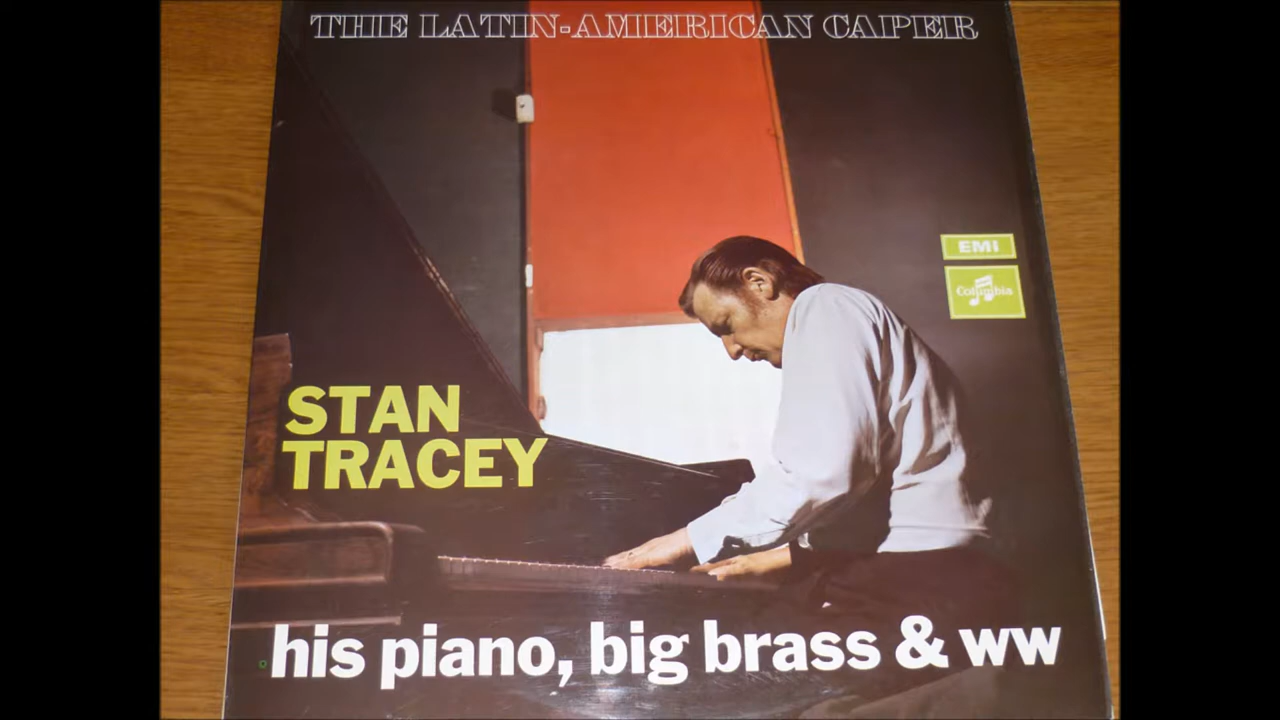 THE LATIN-AMERICAN CAPER
EMI
Columbia
STAN
TRACEY
his piano, big brass & ww